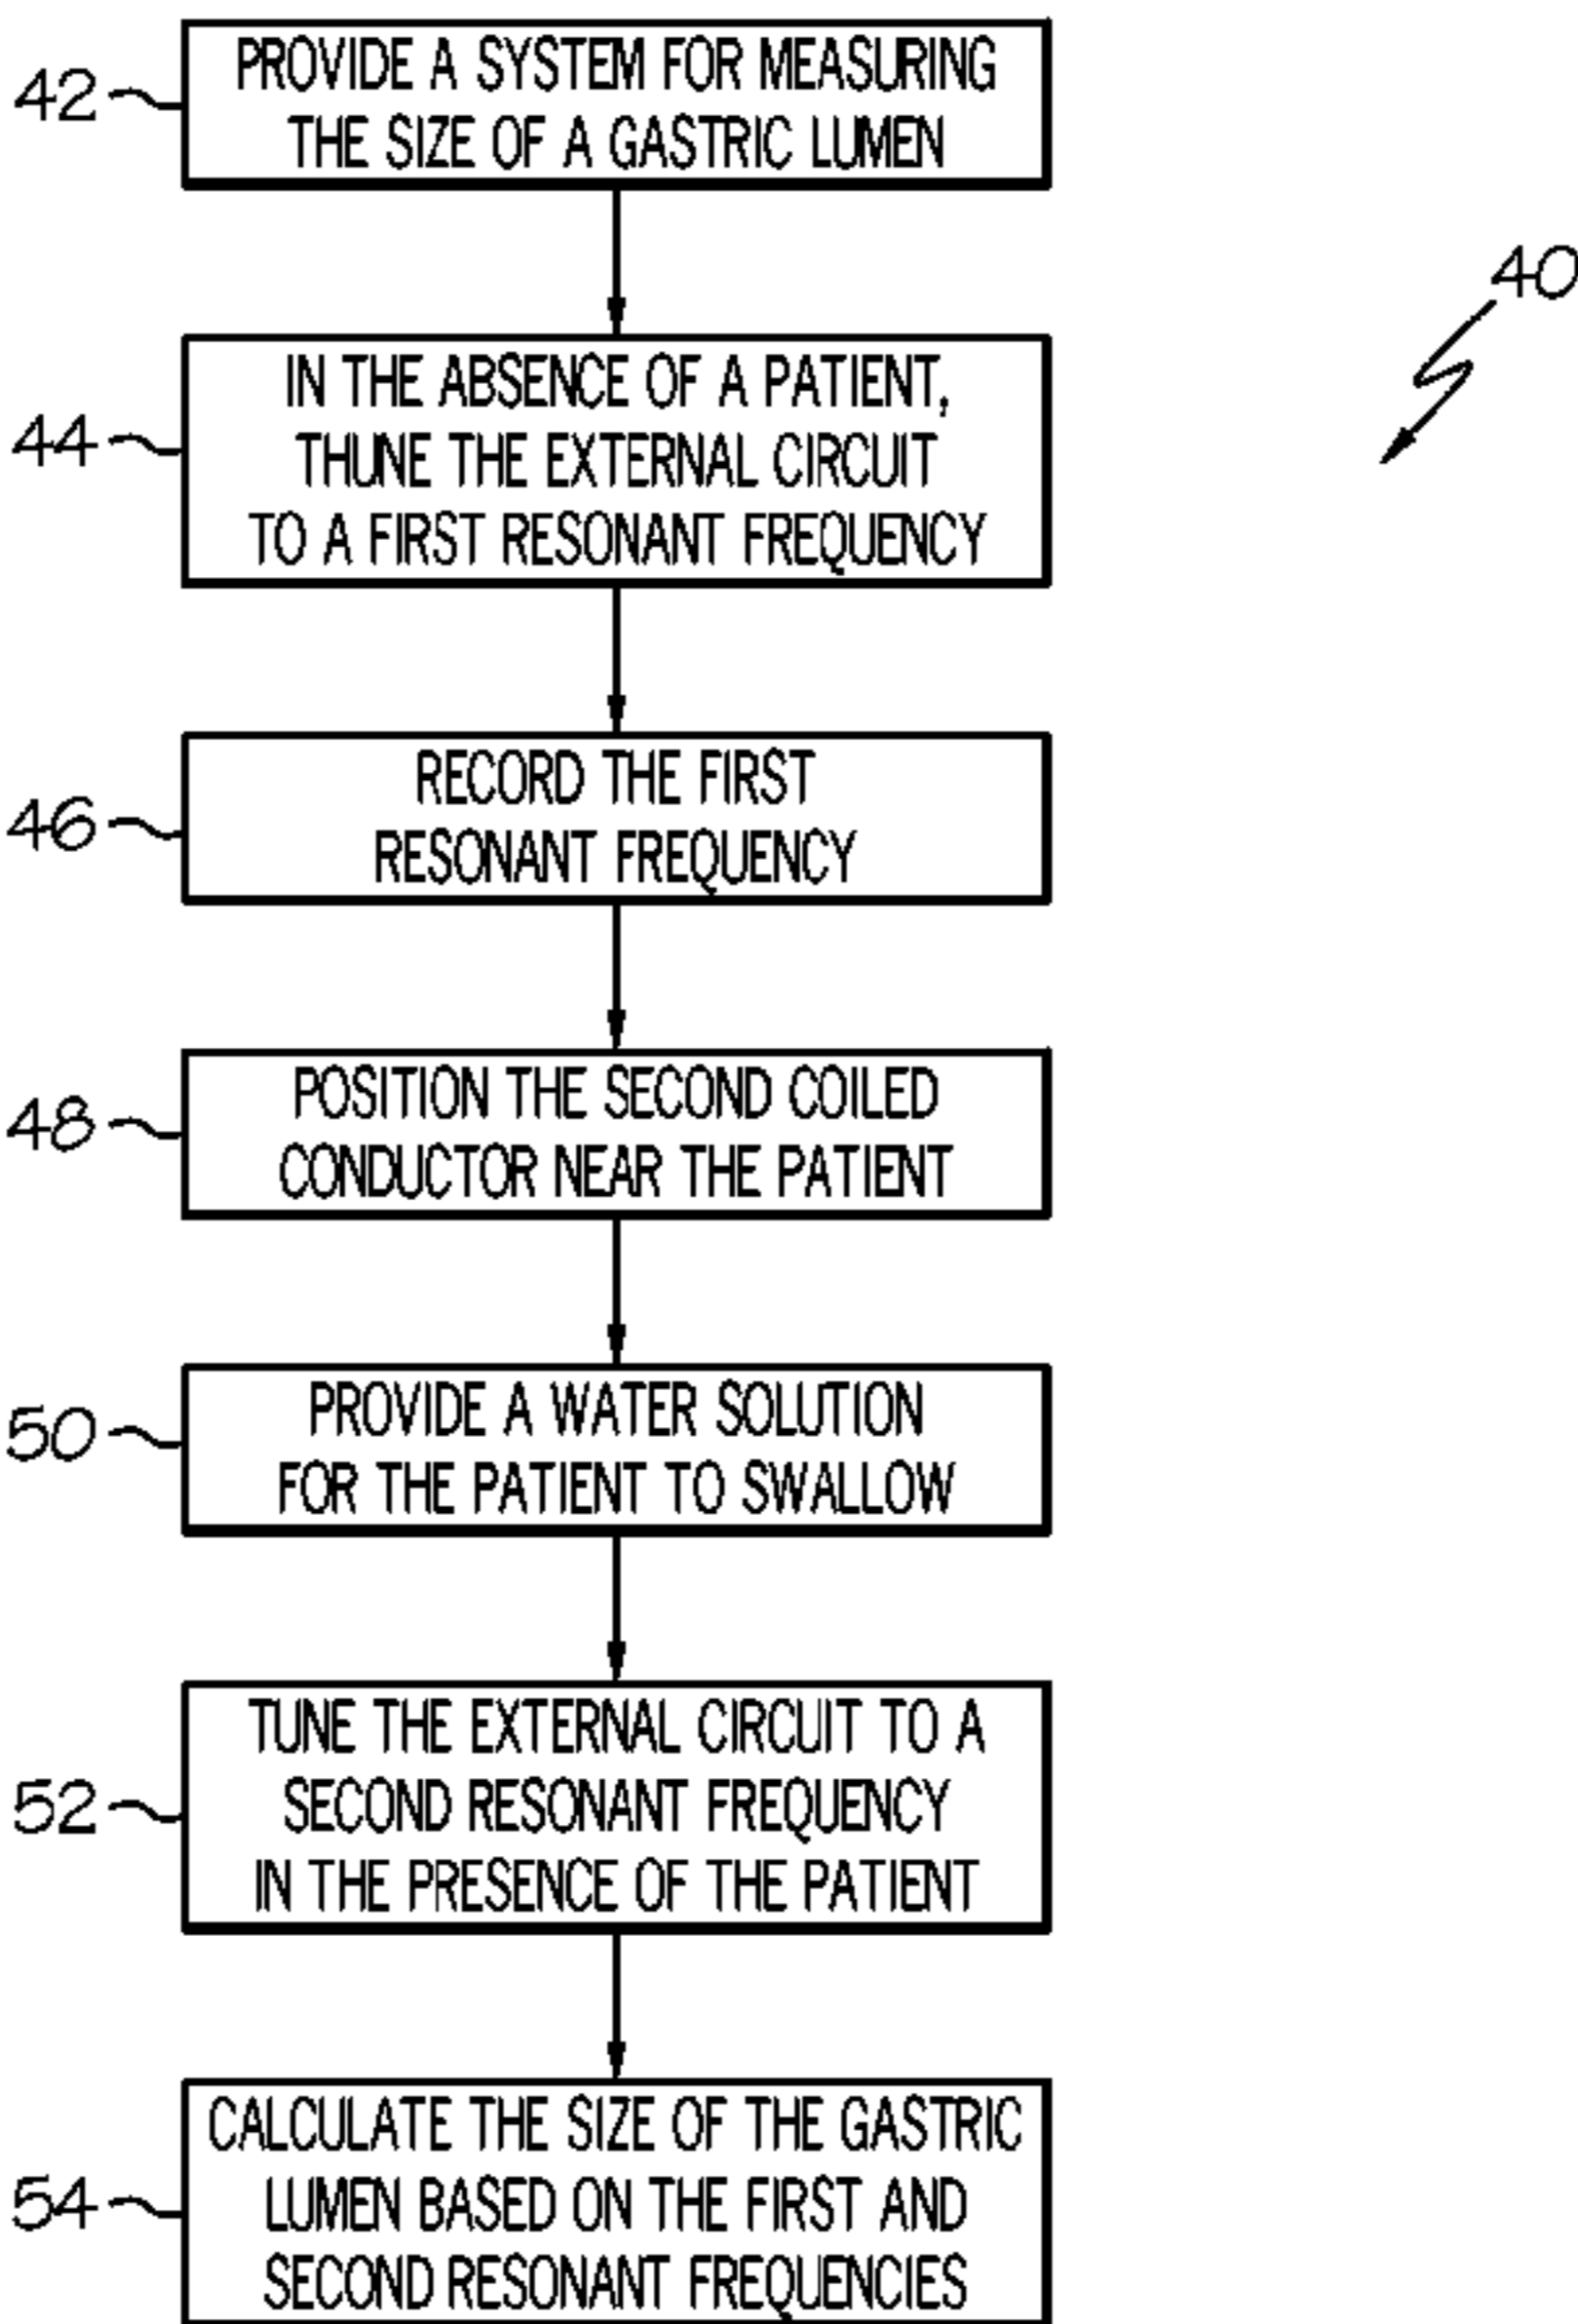 42
PROVIDE A SYSTEM FOR MEASURING
THE SIZE OF A GASTRIC LUMEN
40
44
IN THE ABSENCE OF A PATIENT,
THUNE THE EXTERNAL CIRCUIT
TO A FIRST RESONANT FREQUENCY
46
RECORD THE FIRST
RESONANT FREQUENCY
48
POSITION THE SECOND COILED
CONDUCTOR NEAR THE PATIENT
50
PROVIDE A WATER SOLUTION
FOR THE PATIENT TO SWALLOW
52
TUNE THE EXTERNAL CIRCUIT TO A
SECOND RESONANT FREQUENCY
IN THE PRESENCE OF THE PATIENT
54
CALCULATE THE SIZE OF THE GASTRIC
LUMEN BASED ON THE FIRST AND
SECOND RESONANT FREQUENCIES